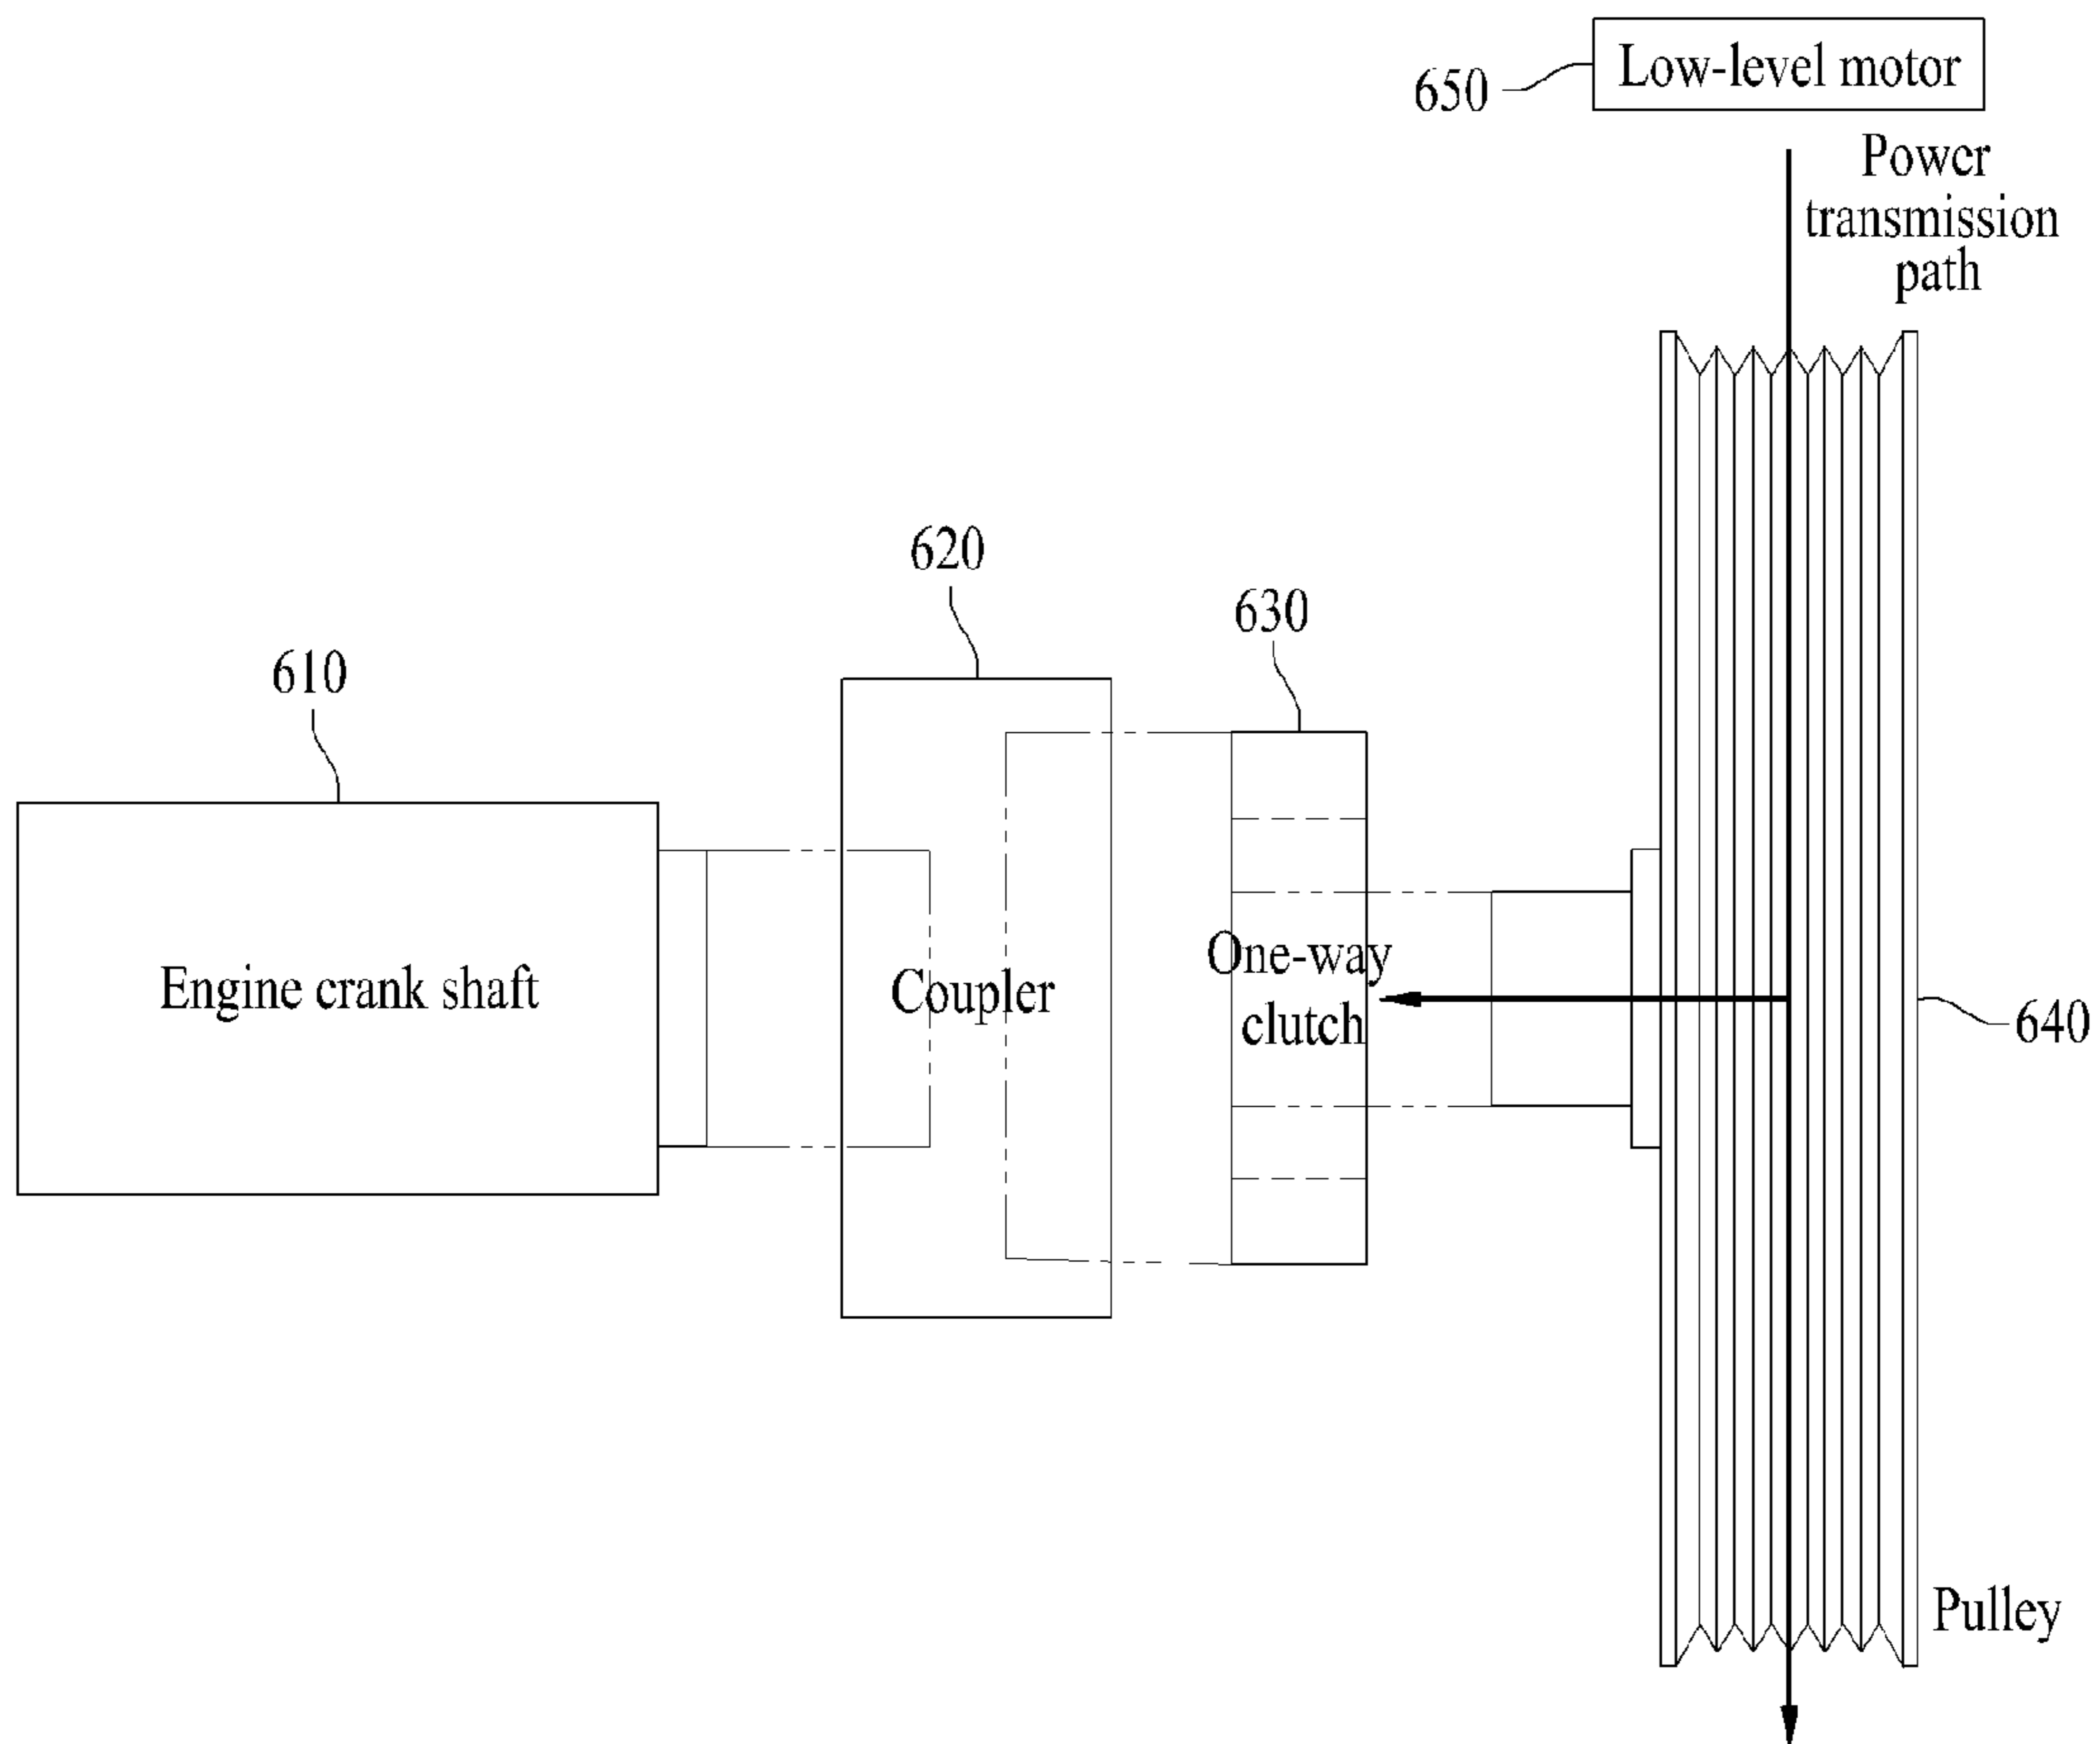 Low-level motor
650
Power
transmission
path
620
630
610
Engine crank shaft
Coupler
One-way
clutch
640
Pulley